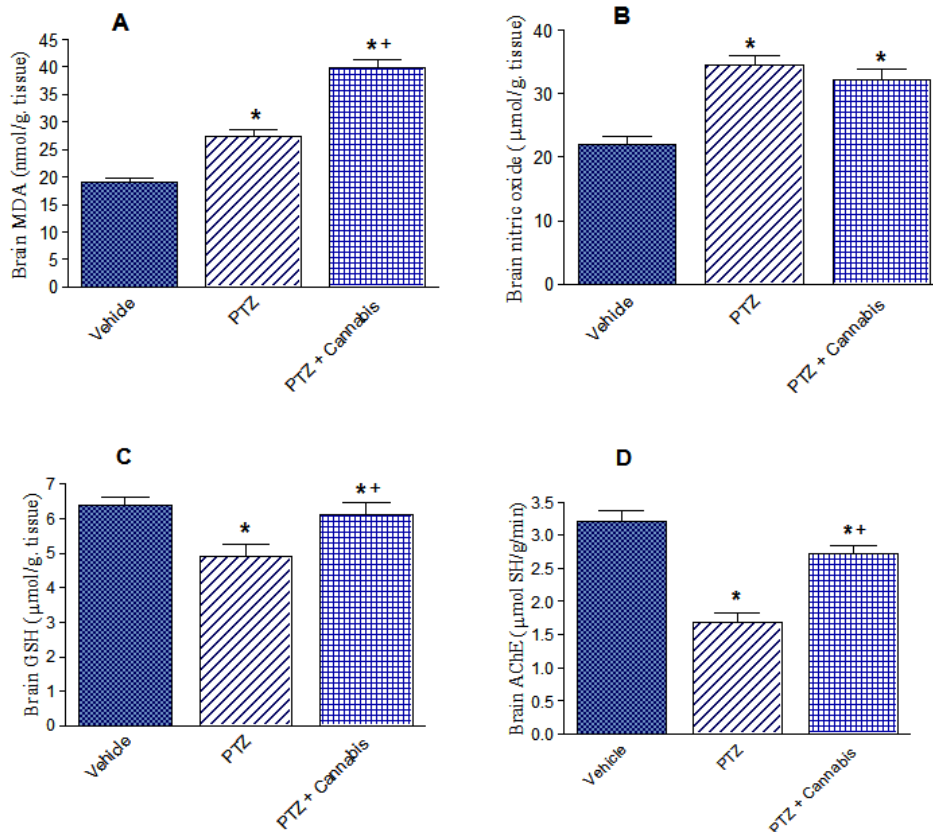 A
Brain MDA (nmol/g. tissue)
45
40
35
30
25
20
15
10
5
0
*
*+
Vehicle
PTZ
PTZ + Cannabis
B
Brain nitric oxide ( μmol/g. tissue)
40
30
20
10
0
*
*
Vehicle
PTZ
PTZ + Cannabis
C
Brain GSH (μmol/g. tissue)
7
6
5
4
3
2
1
0
*
*+
Vehicle
PTZ
PTZ + Cannabis
D
Brain AChE (μmol SH/g/min)
3.5
3.0
2.5
2.0
1.5
1.0
0.5
0.0
*
*+
Vehicle
PTZ
PTZ + Cannabis